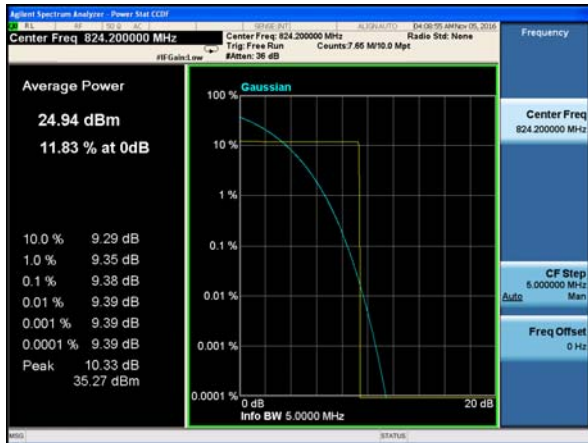 Agilent Spectrum Analyzer - Power Stat CCDF
RL RF 50 Ω AC SENSE:INT ALIGN AUTO 04:08:55 AM Nov 05, 2016
Center Freq 824.200000 MHz
Center Freq: 824.200000 MHz
Radio Std: None
Trig: Free Run
Counts:7.65 M/10.0 Mpt
#IFGain:Low
#Atten: 36 dB
Frequency
Average Power
24.94 dBm
11.83 % at 0dB
10.0 % 9.29 dB
1.0 % 9.35 dB
0.1 % 9.38 dB
0.01 % 9.39 dB
0.001 % 9.39 dB
0.0001 % 9.39 dB
Peak 10.33 dB
35.27 dBm
Gaussian
100 %
10 %
1 %
0.1 %
0.01 %
0.001 %
0.0001 %
0 dB
20 dB
Info BW 5.0000 MHz
Center Freq
824.200000 MHz
CF Step
5.000000 MHz
Auto Man
Freq Offset
0 Hz
MSG
STATUS